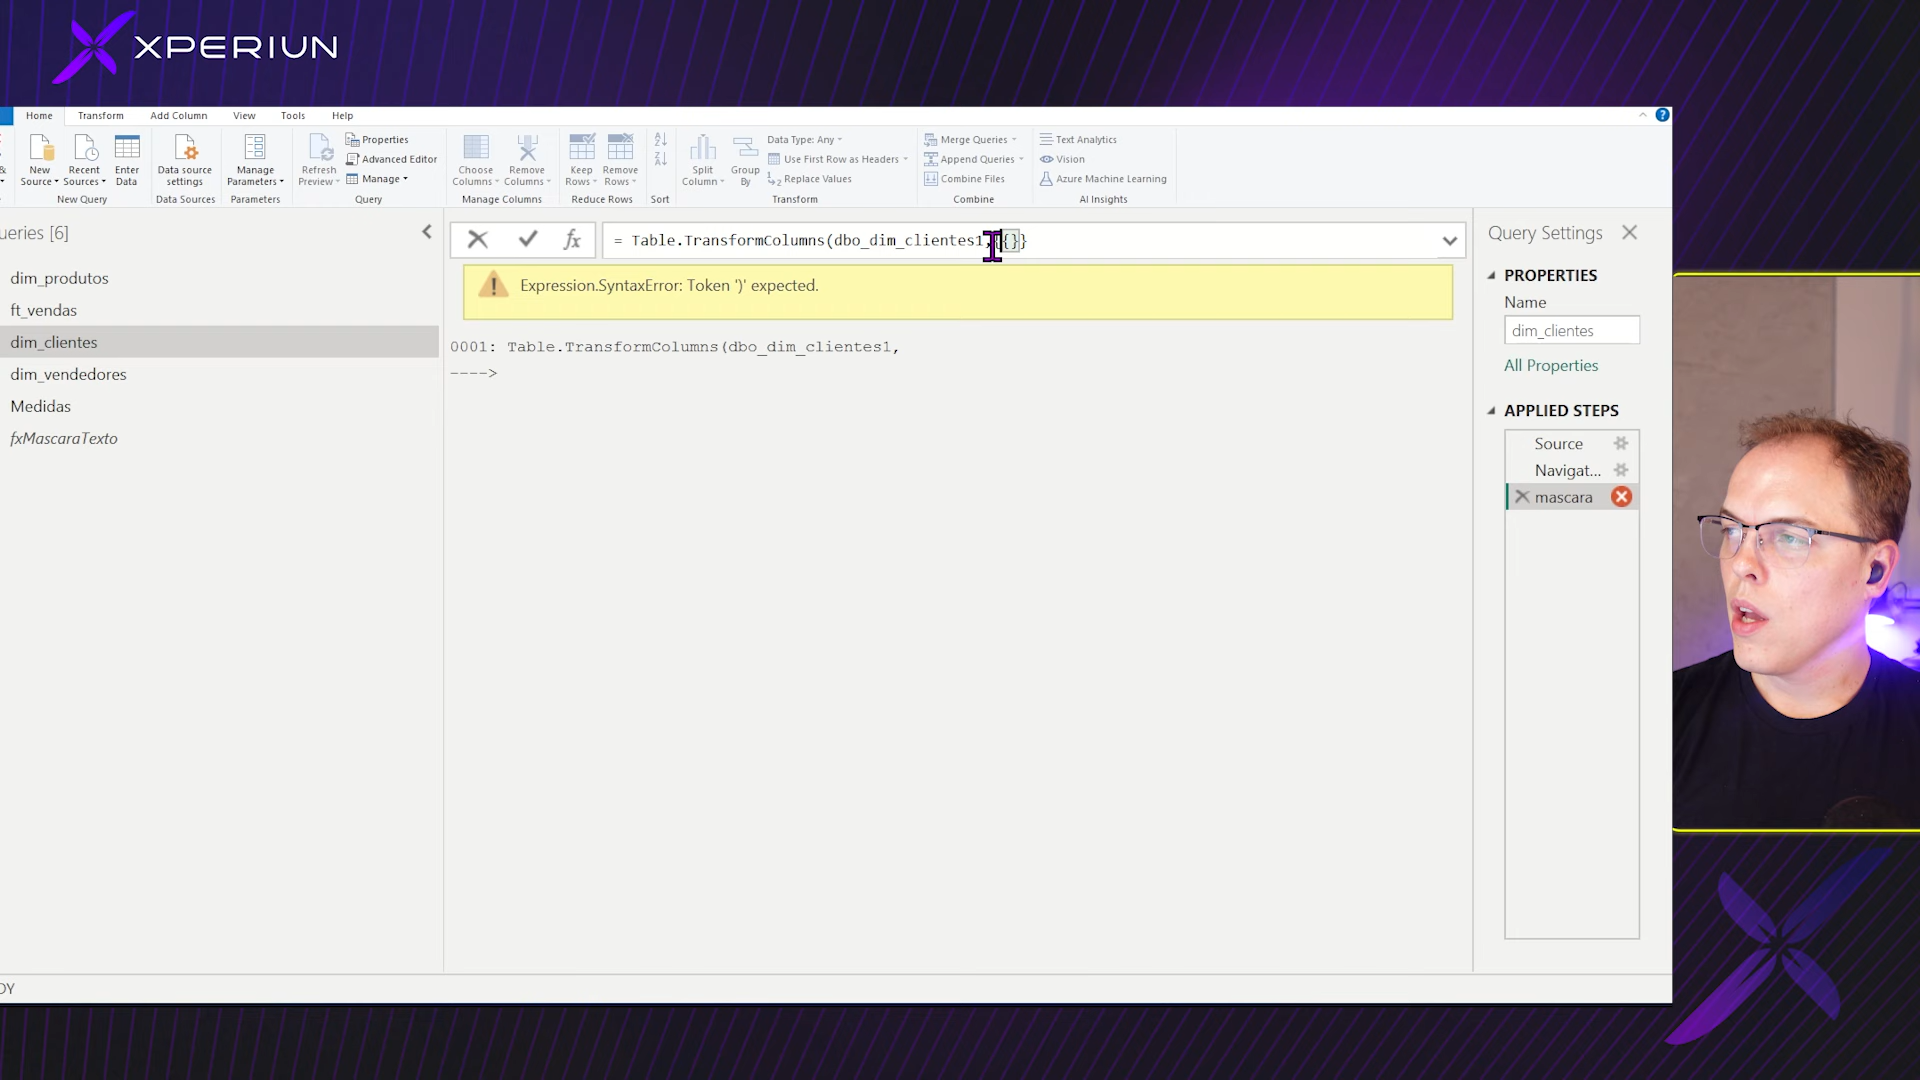 XPERIUN
Home Transform Add Column View Tools Help
New Source Recent Sources Enter Data
New Query
Data source settings
Data Sources
Manage Parameters
Parameters
Refresh Preview
Properties
Advanced Editor
Manage
Query
Choose Columns Remove Columns
Manage Columns
Keep Rows Remove Rows
Reduce Rows
Sort
Split Column Group By
Data Type: Any
Use First Row as Headers
Replace Values
Transform
Merge Queries
Append Queries
Combine Files
Combine
Text Analytics
Vision
Azure Machine Learning
AI Insights
ueries [6]
dim_produtos
ft_vendas
dim_clientes
dim_vendedores
Medidas
fxMascaraTexto
fx
= Table.TransformColumns(dbo_dim_clientes1,{{}}
Expression.SyntaxError: Token ')' expected.
0001: Table.TransformColumns(dbo_dim_clientes1,
---->
Query Settings
PROPERTIES
Name
dim_clientes
All Properties
APPLIED STEPS
Source
Navigat...
mascara
DY